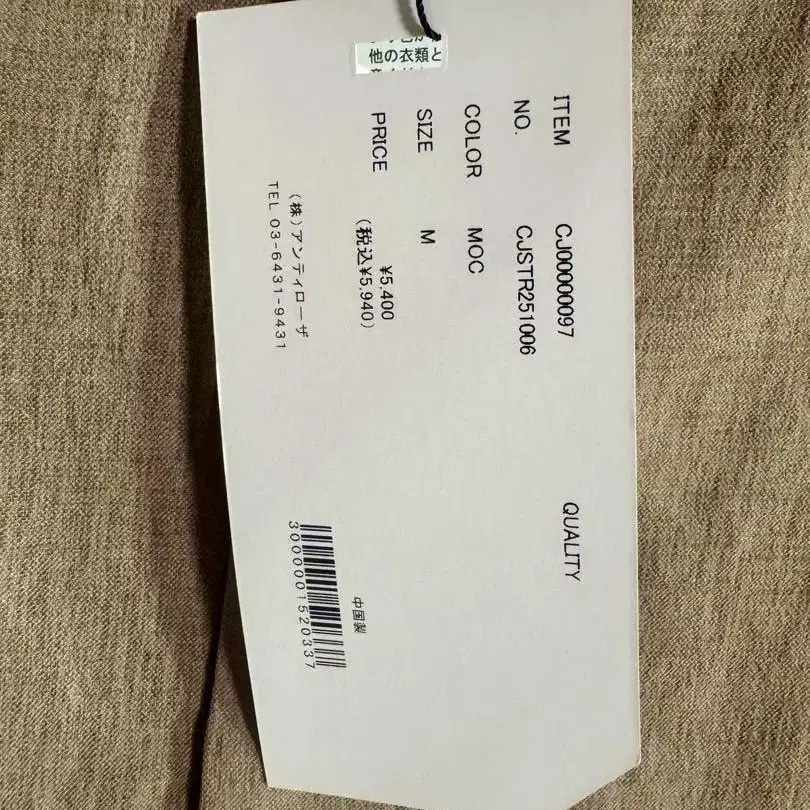 他の衣類と
ITEM CJ00000097
NO. CJSTR251006
COLOR MOC
SIZE M
PRICE ¥5,400
(税込¥5,940)
(株)アンティローザ
TEL 03-6431-9431
QUALITY
中国製
3000001520337